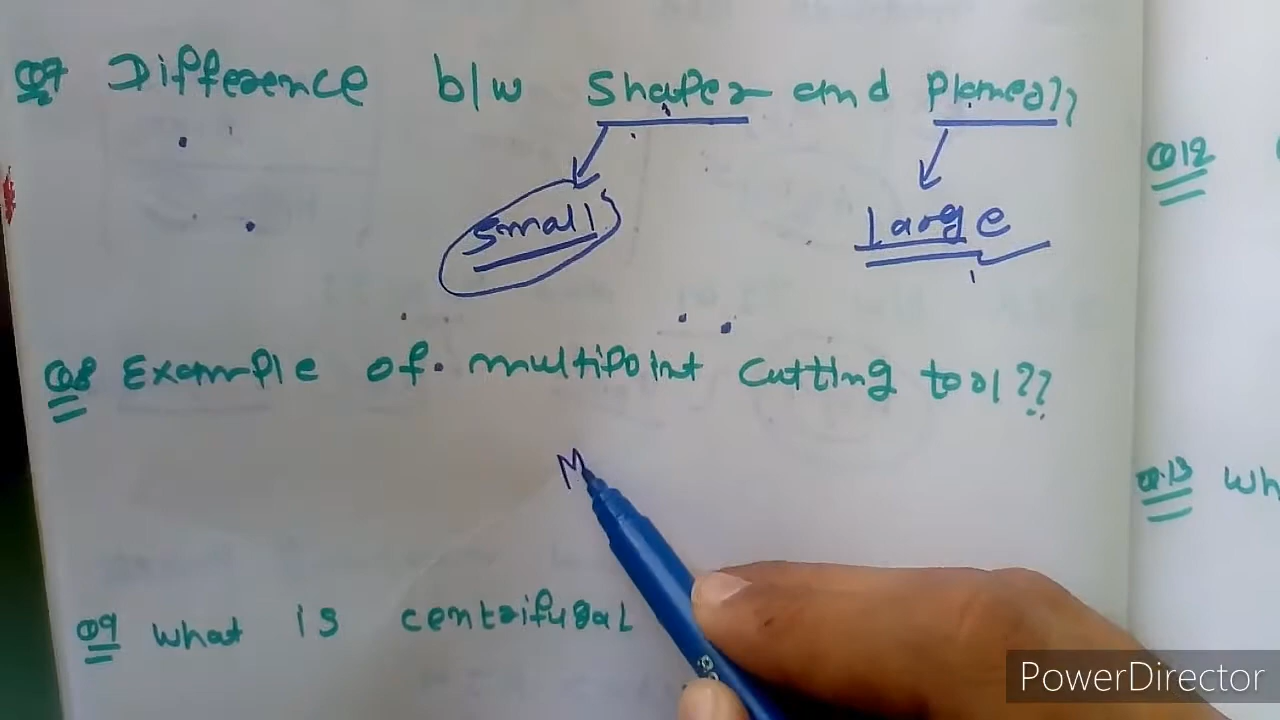 Q7 Difference b/w Shaper and Planer??
Small Large
Q8 Example of multipoint Cutting tool??
M
Q9 What is centrifugal
Q12
Q.13 Wh
PowerDirector